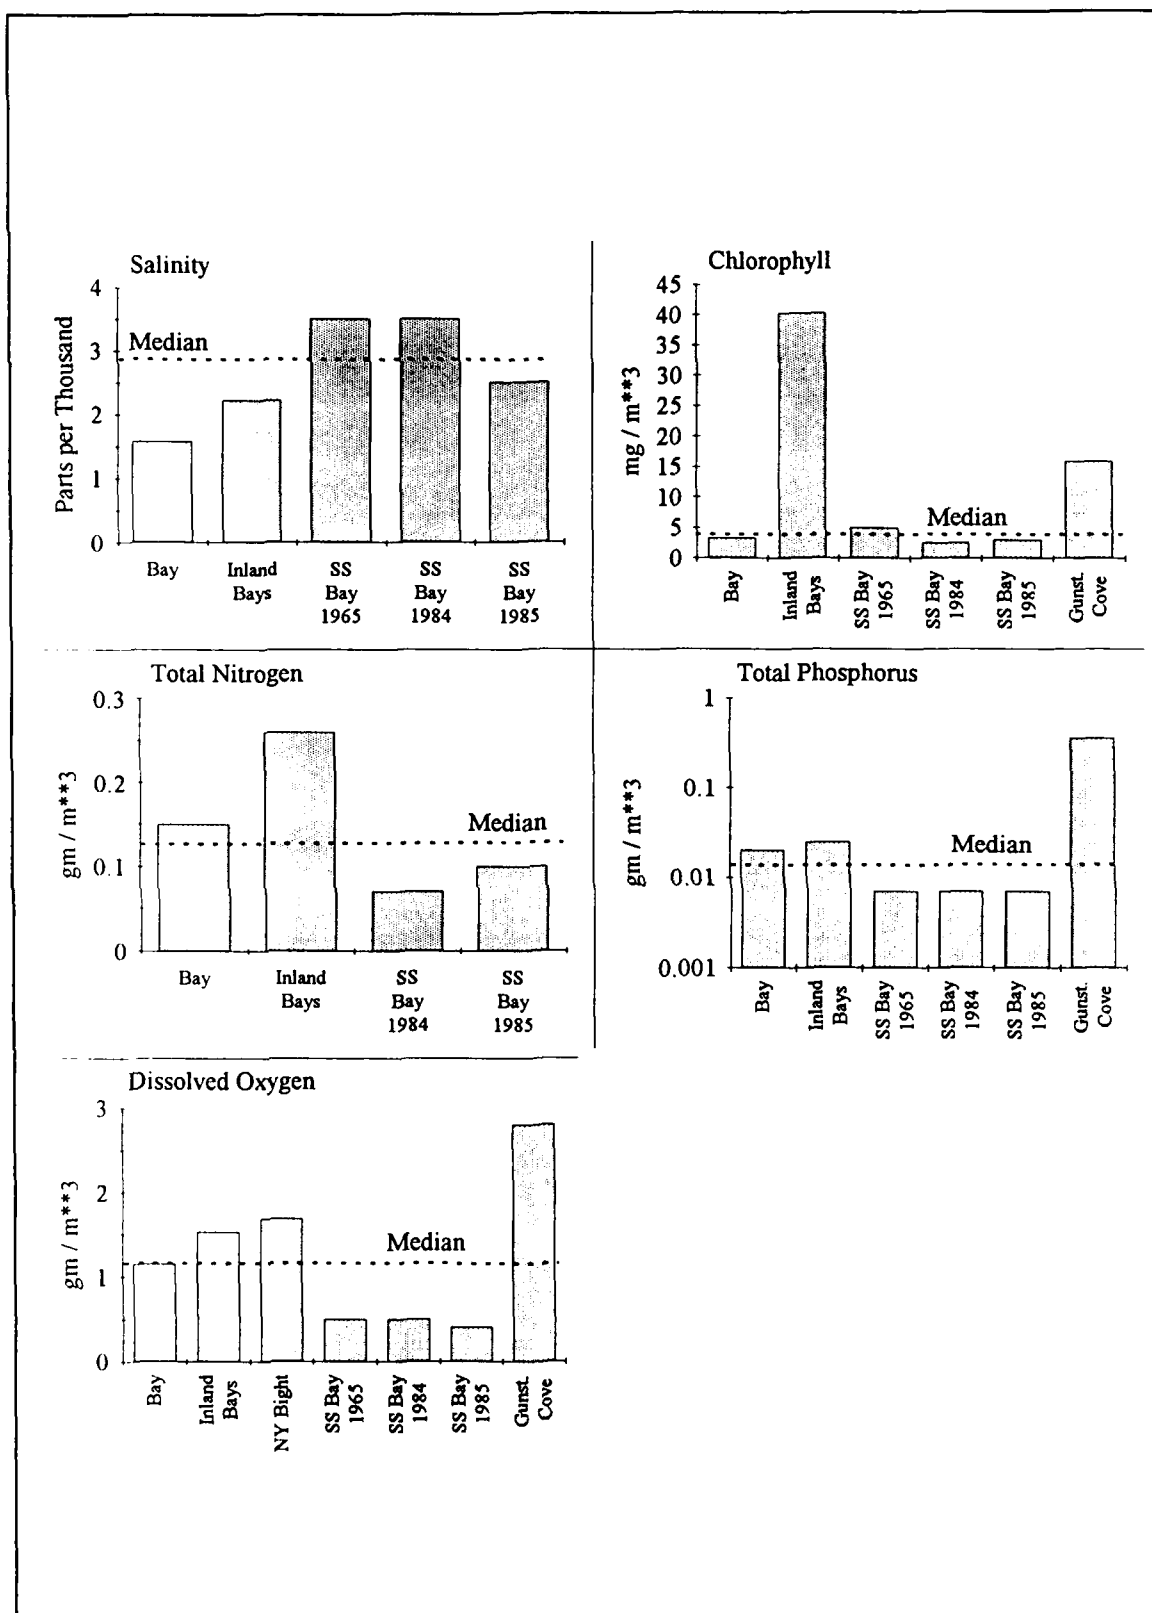 Salinity
4
3
2
1
0
Parts per Thousand
Median
Bay
Inland
Bays
SS
Bay
1965
SS
Bay
1984
SS
Bay
1985
Chlorophyll
45
40
35
30
25
20
15
10
5
0
mg / m**3
Median
Bay
Inland
Bays
SS Bay
1965
SS Bay
1984
SS Bay
1985
Gunst.
Cove
Total Nitrogen
0.3
0.2
0.1
0
gm / m**3
Median
Bay
Inland
Bays
SS
Bay
1984
SS
Bay
1985
Total Phosphorus
1
0.1
0.01
0.001
gm / m**3
Median
Bay
Inland
Bays
SS Bay
1965
SS Bay
1984
SS Bay
1985
Gunst.
Cove
Dissolved Oxygen
3
2
1
0
gm / m**3
Median
Bay
Inland
Bays
NY Bight
SS Bay
1965
SS Bay
1984
SS Bay
1985
Gunst.
Cove